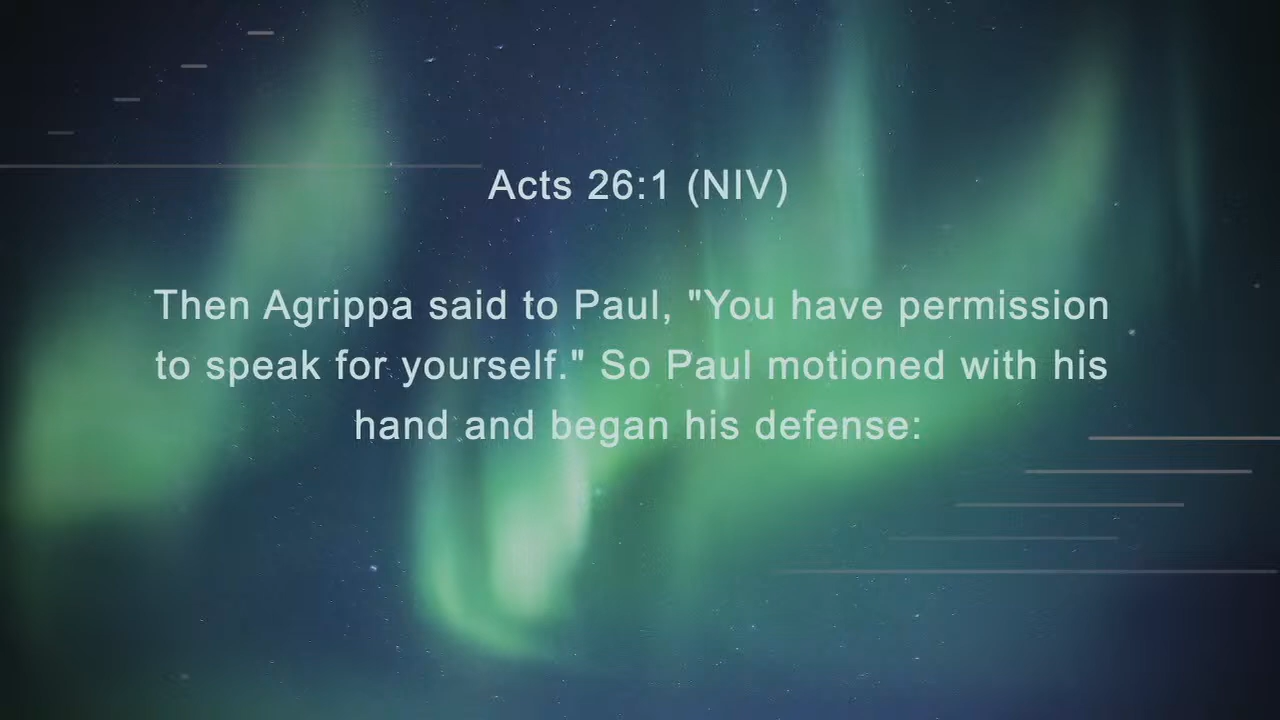 Acts 26:1 (NIV)
Then Agrippa said to Paul, "You have permission
to speak for yourself." So Paul motioned with his
hand and began his defense: